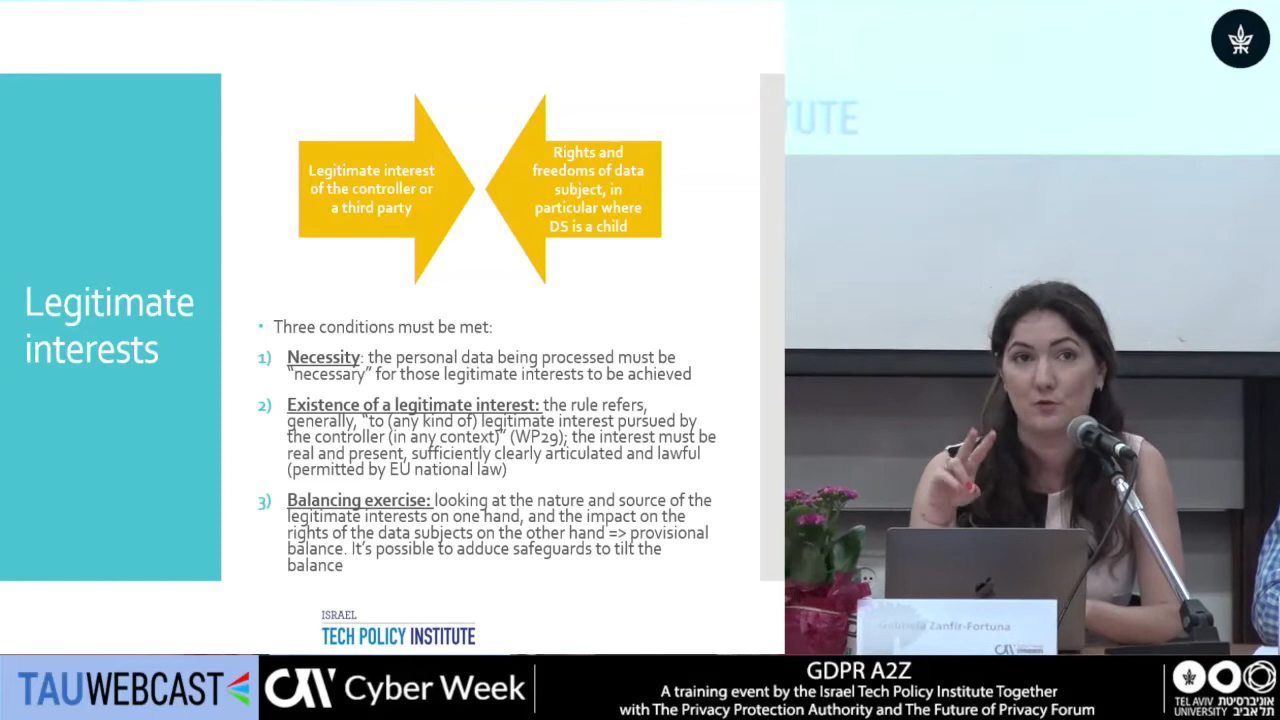 TUTE
Legitimate interest
of the controller or
a third party
Rights and
freedoms of data
subject, in
particular where
DS is a child
Legitimate
interests
• Three conditions must be met:
1) Necessity: the personal data being processed must be
“necessary” for those legitimate interests to be achieved
2) Existence of a legitimate interest: the rule refers,
generally, “to (any kind of) legitimate interest pursued by
the controller (in any context)” (WP29); the interest must be
real and present, sufficiently clearly articulated and lawful
(permitted by EU national law)
3) Balancing exercise: looking at the nature and source of the
legitimate interests on one hand, and the impact on the
rights of the data subjects on the other hand => provisional
balance. It’s possible to adduce safeguards to tilt the
balance
ISRAEL
TECH POLICY INSTITUTE
Gabriela Zanfir-Fortuna
TAUWEBCAST
Cyber Week
GDPR A2Z
A training event by the Israel Tech Policy Institute Together
with The Privacy Protection Authority and The Future of Privacy Forum
TEL AVIV אוניברסיטת
UNIVERSITY תל אביב